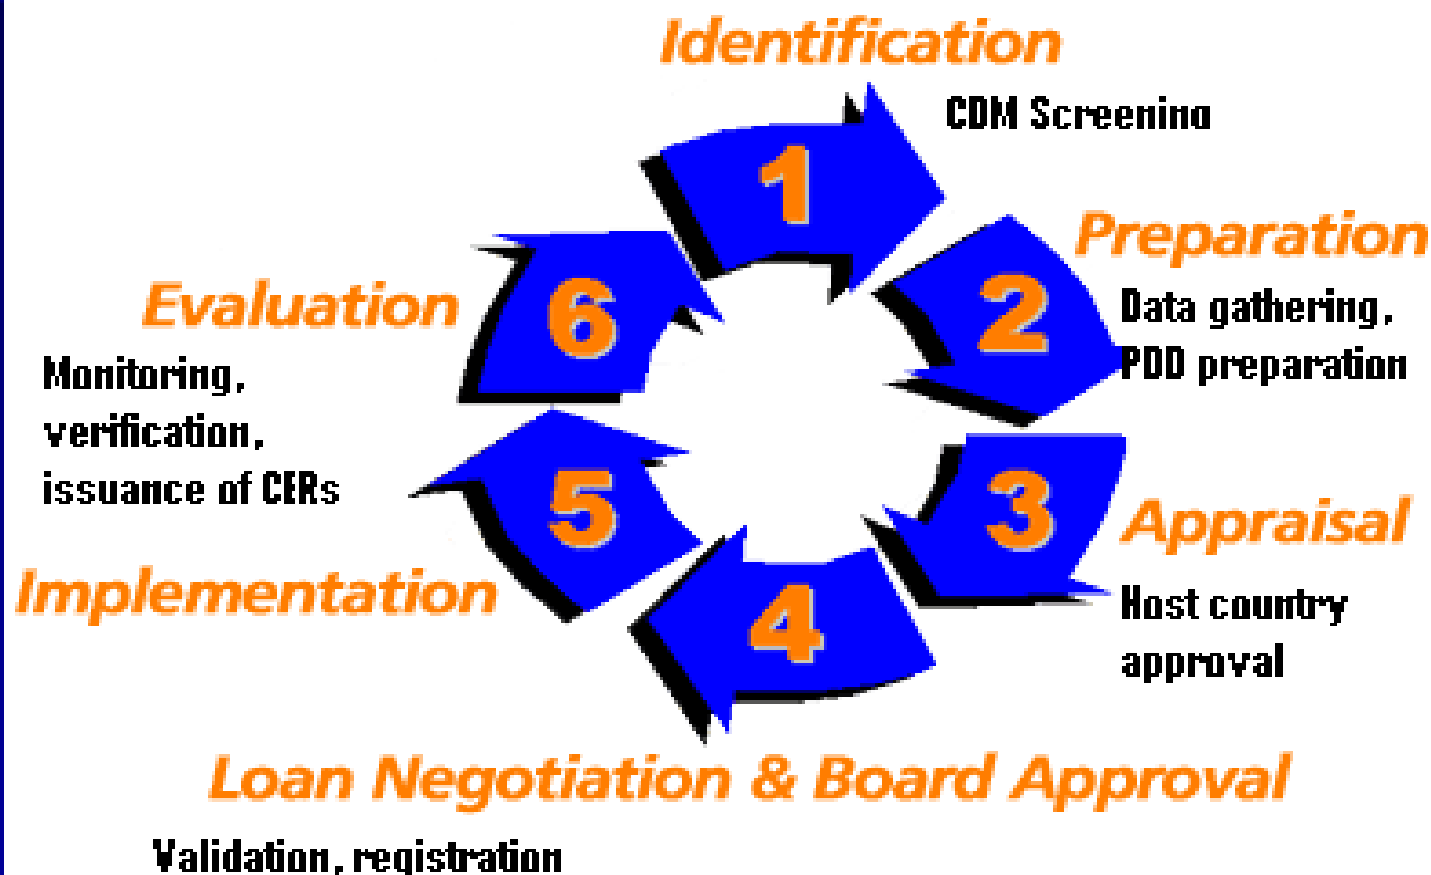 Identification
CDM Screening
1
Preparation
2
Data gathering,
PDD preparation
3
Appraisal
Host country
approval
4
Loan Negotiation & Board Approval
Validation, registration
5
Implementation
6
Evaluation
Monitoring,
verification,
issuance of CERs